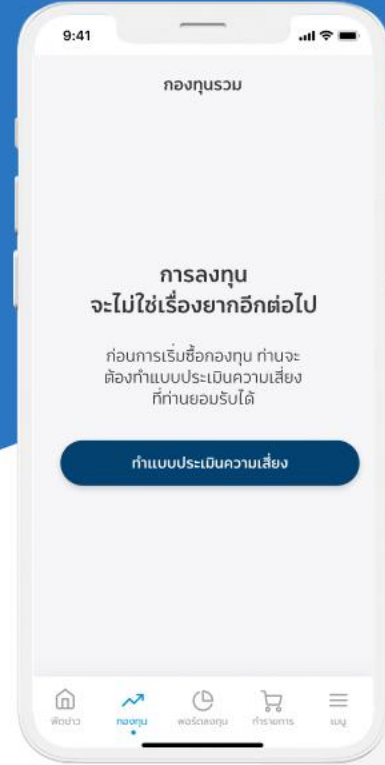 9:41
กองทุนรวม
การลงทุน
จะไม่ใช่เรื่องยากอีกต่อไป
ก่อนการเริ่มซื้อกองทุน ท่านจะ
ต้องทำแบบประเมินความเสี่ยง
ที่ท่านยอมรับได้
ทำแบบประเมินความเสี่ยง
ฟีดข่าว กองทุน พอร์ตลงทุน ทำรายการ เมนู